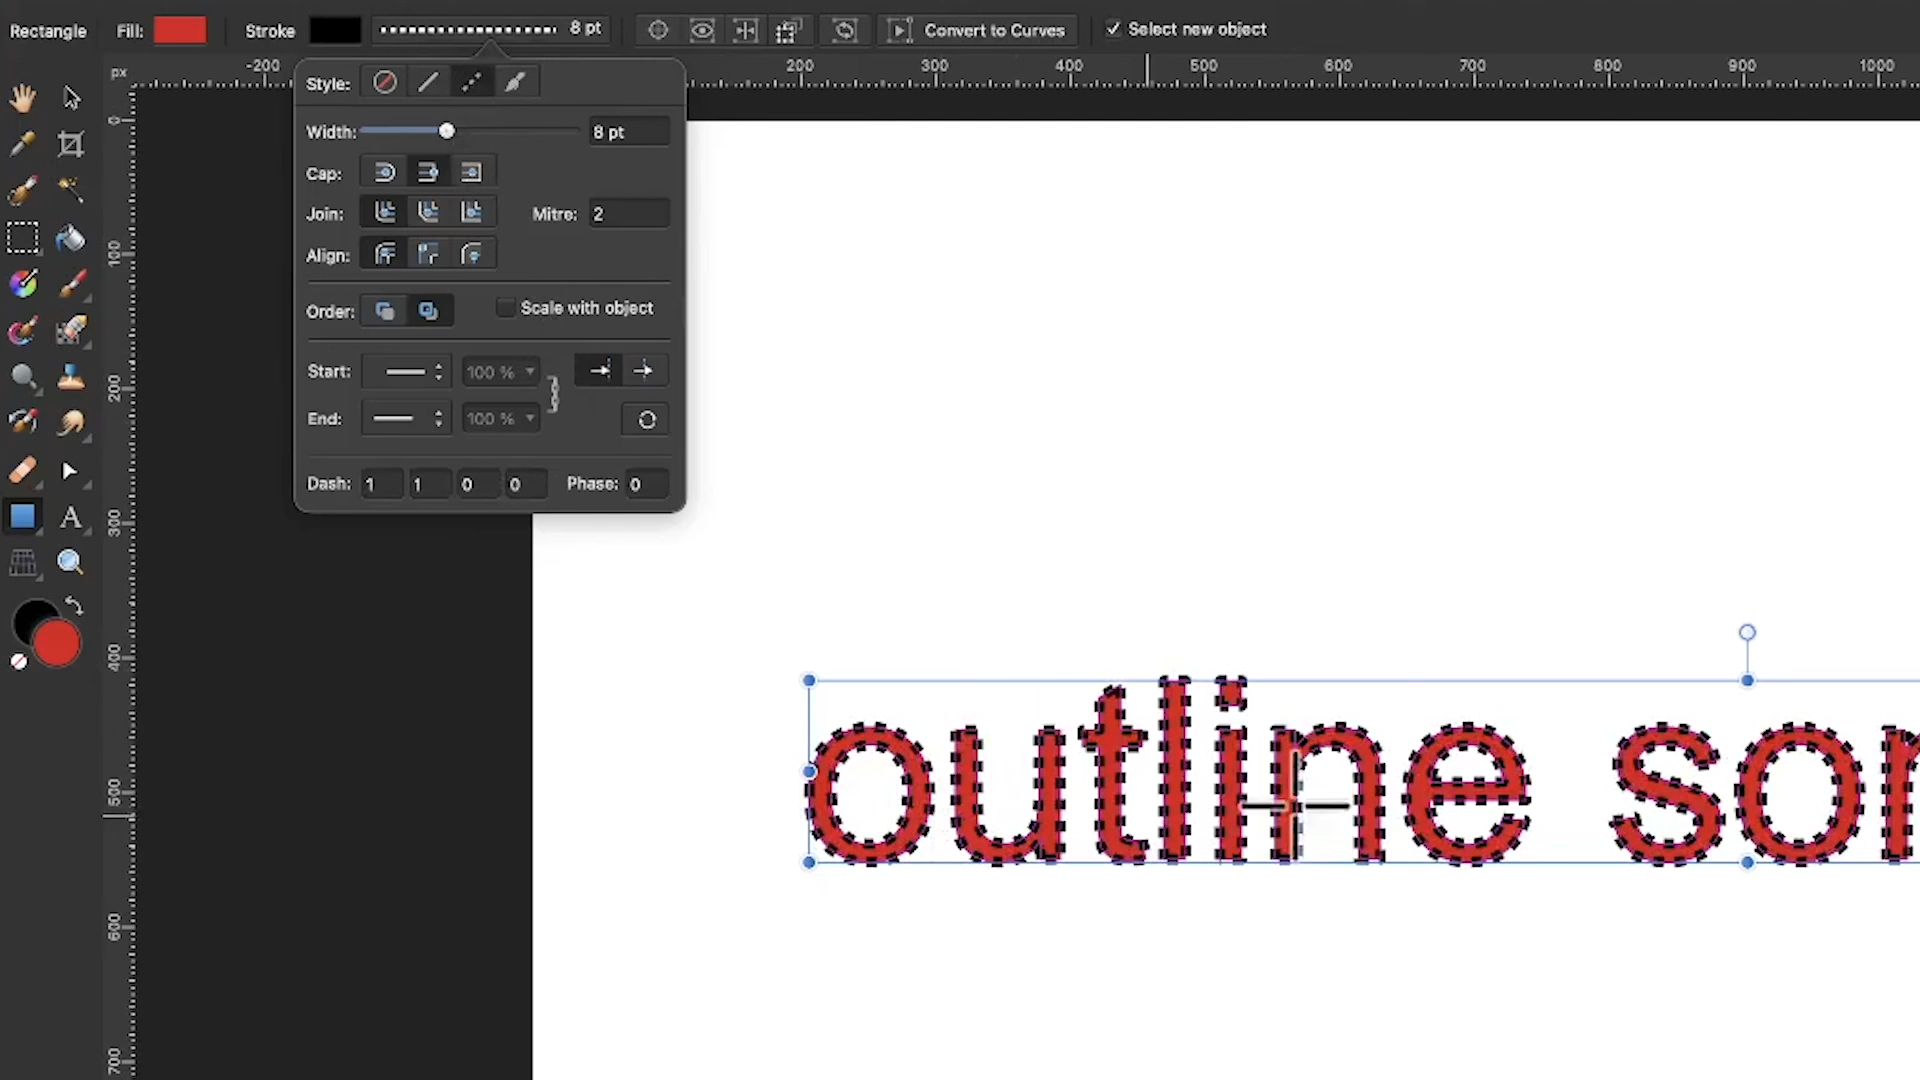 Rectangle Fill: Stroke 8 pt Convert to Curves Select new object
px -200 200 300 400 500 600 700 800 900 1000
Style:
Width: 8 pt
Cap:
Join: Mitre: 2
Align:
Order: Scale with object
Start: 100 %
End: 100 %
Dash: 1 1 0 0 Phase: 0
0
100
200
300
400
500
600
700
A
outline sor